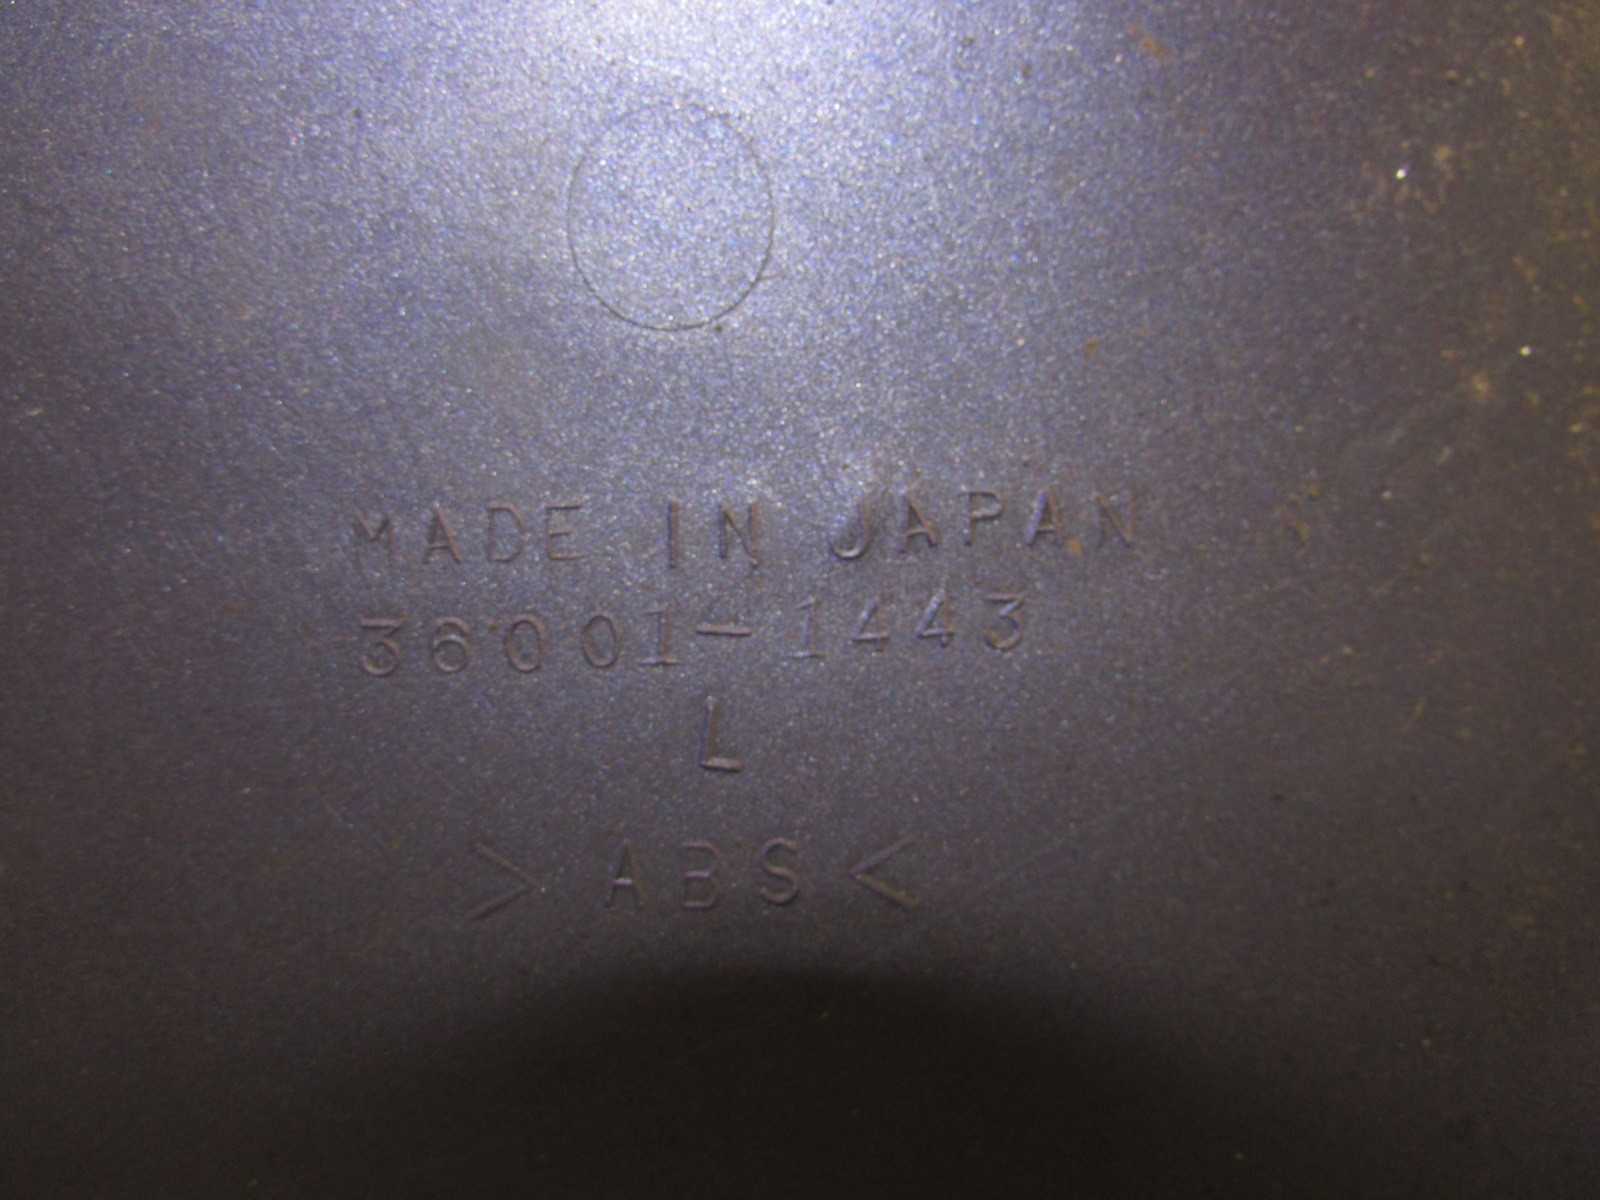 MADE IN JAPAN
36001-1443
L
> ABS <